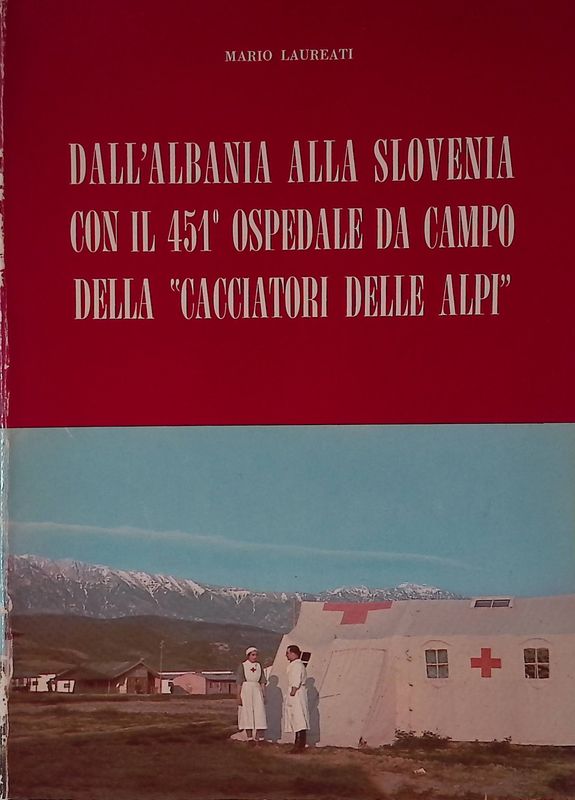 MARIO LAUREATI
DALL'ALBANIA ALLA SLOVENIA
CON IL 451° OSPEDALE DA CAMPO
DELLA "CACCIATORI DELLE ALPI"